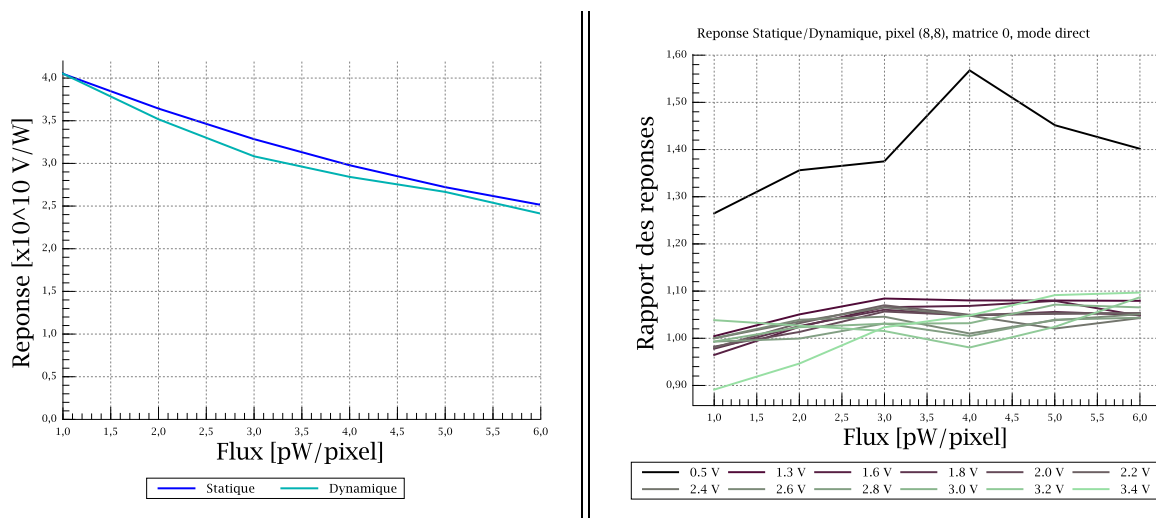 Reponse [x10^10 V/W]
4,0
3,5
3,0
2,5
2,0
1,5
1,0
0,5
0,0
1,0 1,5 2,0 2,5 3,0 3,5 4,0 4,5 5,0 5,5 6,0
Flux [pW/pixel]
Statique Dynamique
Reponse Statique/Dynamique, pixel (8,8), matrice 0, mode direct
Rapport des reponses
1,60
1,50
1,40
1,30
1,20
1,10
1,00
0,90
1,0 1,5 2,0 2,5 3,0 3,5 4,0 4,5 5,0 5,5 6,0
Flux [pW/pixel]
0.5 V 1.3 V 1.6 V 1.8 V 2.0 V 2.2 V
2.4 V 2.6 V 2.8 V 3.0 V 3.2 V 3.4 V